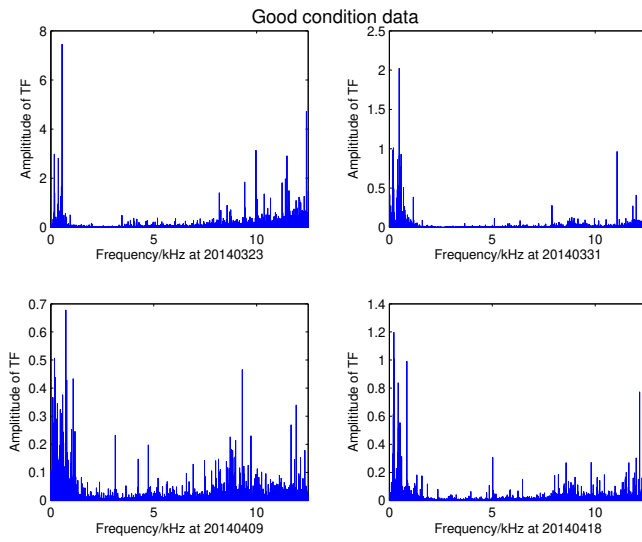 Good condition data
8
6
4
2
0
0 5 10
Amplititude of TF
Frequency/kHz at 20140323
2.5
2
1.5
1
0.5
0
0 5 10
Amplititude of TF
Frequency/kHz at 20140331
0.7
0.6
0.5
0.4
0.3
0.2
0.1
0
0 5 10
Amplititude of TF
Frequency/kHz at 20140409
1.4
1.2
1
0.8
0.6
0.4
0.2
0
0 5 10
Amplititude of TF
Frequency/kHz at 20140418